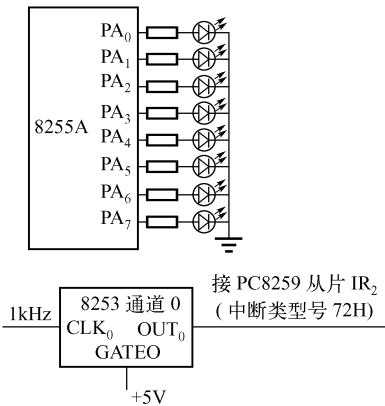 PA0
PA1
PA2
PA3
8255A
PA4
PA5
PA6
PA7
接 PC8259 从片 IR2
(中断类型号 72H)
8253 通道 0
1kHz
CLK0 OUT0
GATEO
+5V